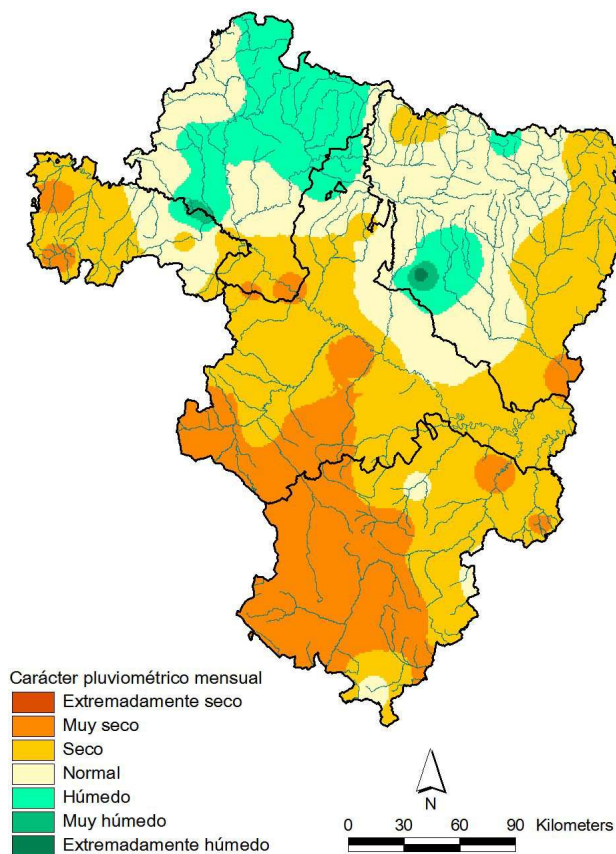 Carácter pluviométrico mensual
Extremadamente seco
Muy seco
Seco
Normal
Húmedo
Muy húmedo
Extremadamente húmedo
N
0 30 60 90 Kilometers